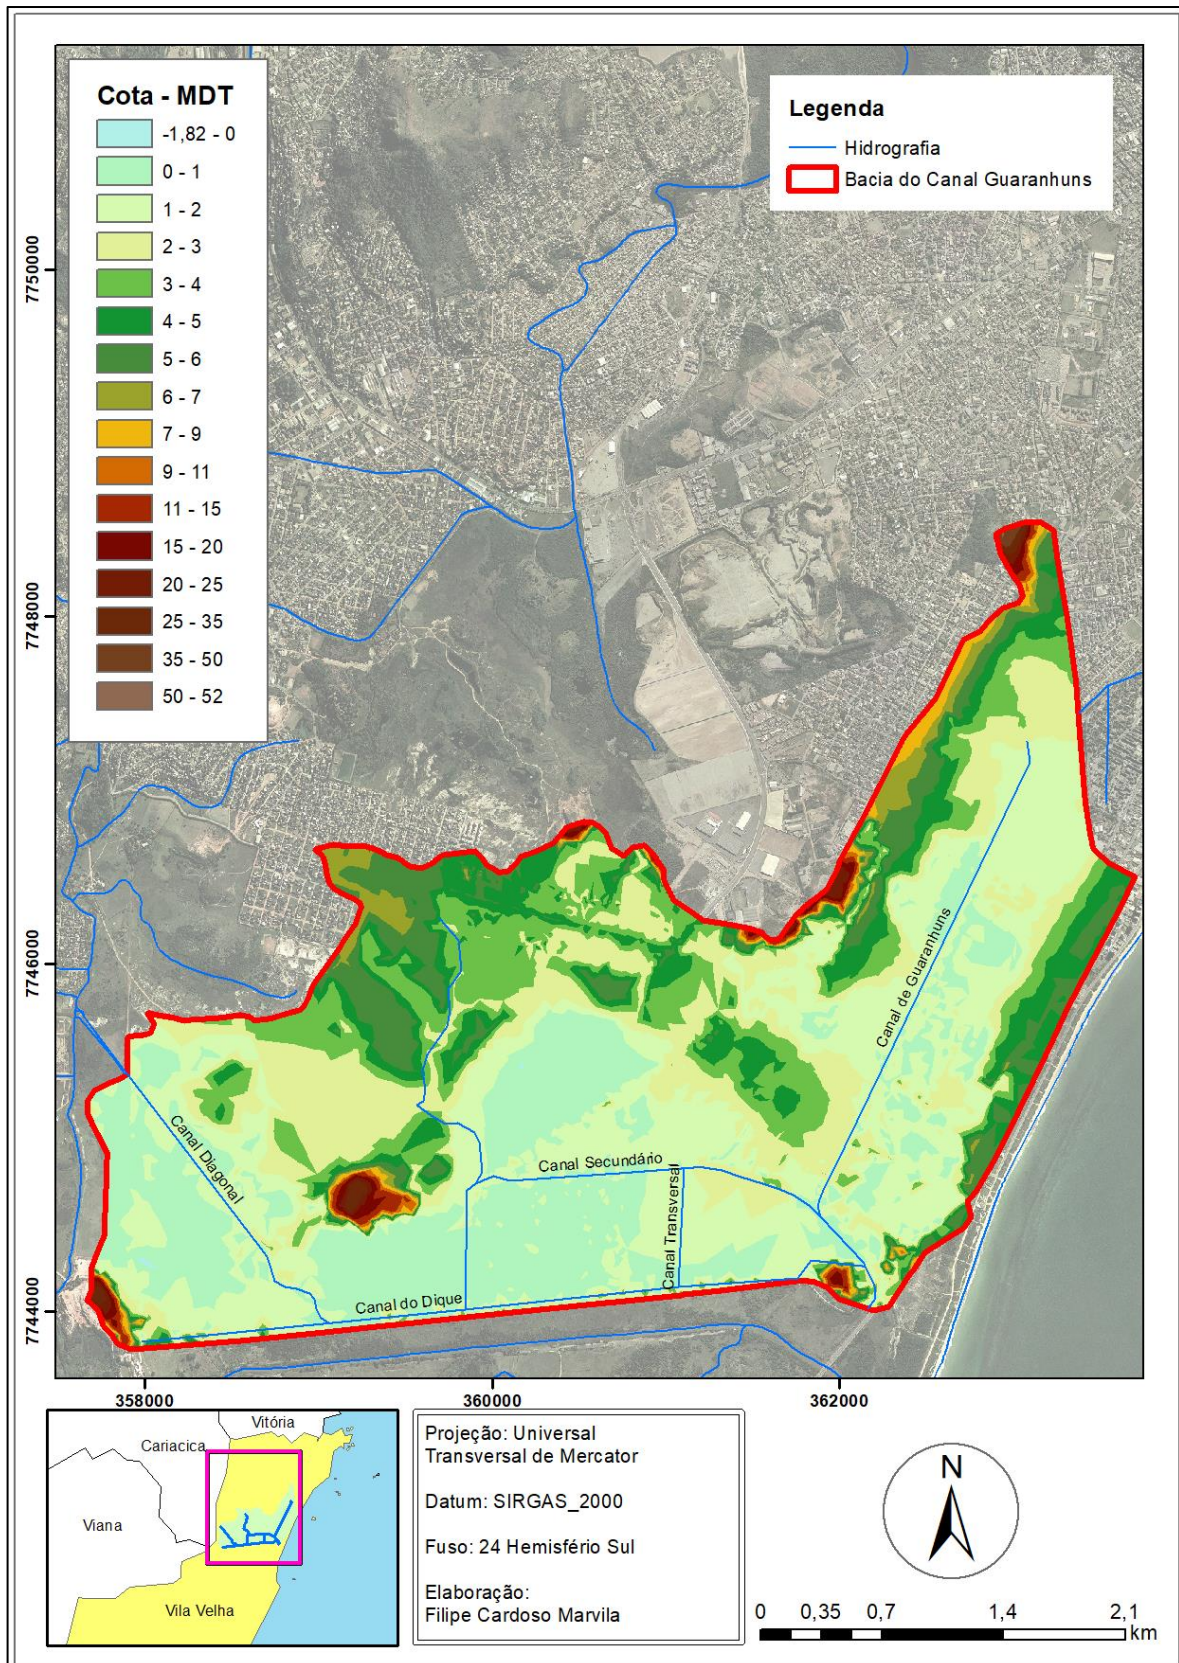 Cota - MDT
-1,82 - 0
0 - 1
1 - 2
2 - 3
3 - 4
4 - 5
5 - 6
6 - 7
7 - 9
9 - 11
11 - 15
15 - 20
20 - 25
25 - 35
35 - 50
50 - 52
Legenda
Hidrografia
Bacia do Canal Guaranhuns
7750000
7748000
7746000
7744000
Canal de Guaranhuns
Canal Diagonal
Canal Secundário
Canal Transversal
Canal do Dique
358000
360000
362000
Vitória
Cariacica
Viana
Vila Velha
Projeção: Universal
Transversal de Mercator
Datum: SIRGAS_2000
Fuso: 24 Hemisfério Sul
Elaboração:
Filipe Cardoso Marvila
N
0 0,35 0,7 1,4 2,1
km